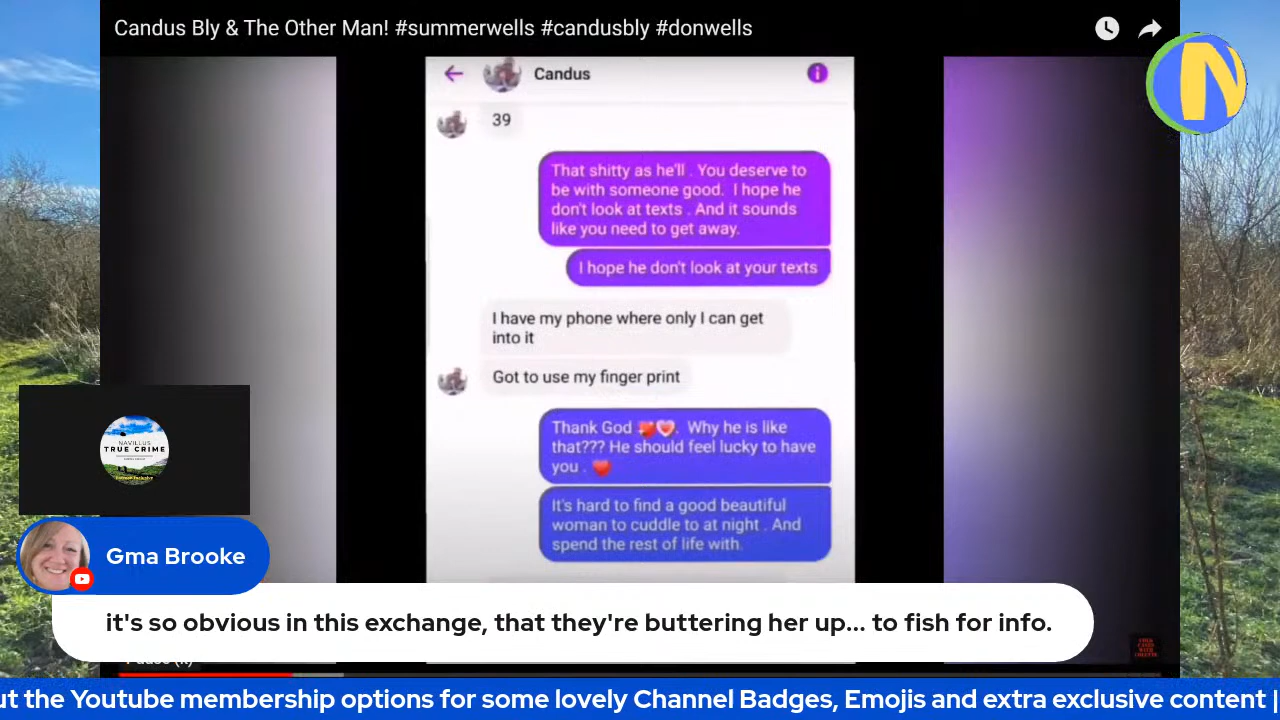 Candus Bly & The Other Man! #summerwells #candusbly #donwells
Candus
39
That shitty as he'll . You deserve to
be with someone good. I hope he
don't look at texts . And it sounds
like you need to get away.
I hope he don't look at your texts
I have my phone where only I can get
into it
Got to use my finger print
Thank God ❤️💗. Why he is like
that??? He should feel lucky to have
you . ❤️
It's hard to find a good beautiful
woman to cuddle to at night . And
spend the rest of life with.
N
NAVILLUS
TRUE CRIME
Gma Brooke
it's so obvious in this exchange, that they're buttering her up... to fish for info.
ut the Youtube membership options for some lovely Channel Badges, Emojis and extra exclusive content |